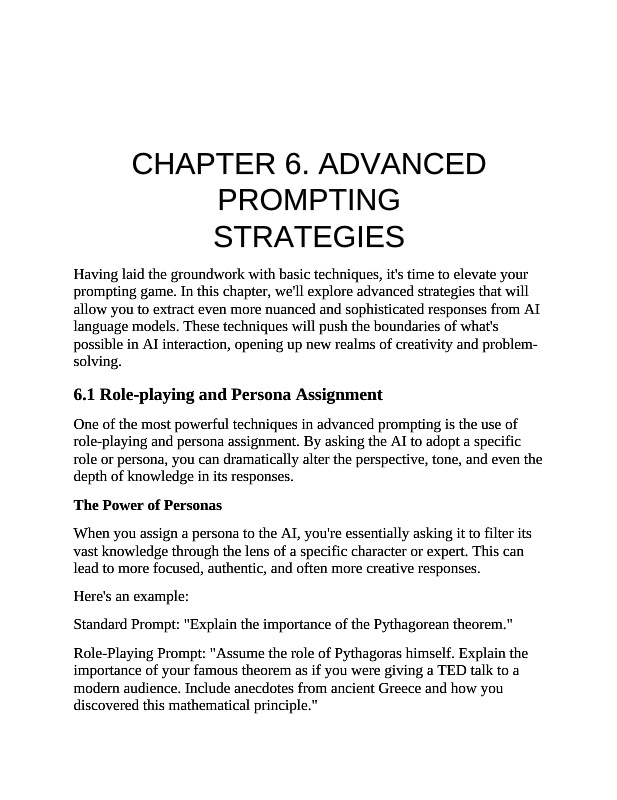 CHAPTER 6. ADVANCED
PROMPTING
STRATEGIES
Having laid the groundwork with basic techniques, it's time to elevate your
prompting game. In this chapter, we'll explore advanced strategies that will
allow you to extract even more nuanced and sophisticated responses from AI
language models. These techniques will push the boundaries of what's
possible in AI interaction, opening up new realms of creativity and problem-
solving.
6.1 Role-playing and Persona Assignment
One of the most powerful techniques in advanced prompting is the use of
role-playing and persona assignment. By asking the AI to adopt a specific
role or persona, you can dramatically alter the perspective, tone, and even the
depth of knowledge in its responses.
The Power of Personas
When you assign a persona to the AI, you're essentially asking it to filter its
vast knowledge through the lens of a specific character or expert. This can
lead to more focused, authentic, and often more creative responses.
Here's an example:
Standard Prompt: "Explain the importance of the Pythagorean theorem."
Role-Playing Prompt: "Assume the role of Pythagoras himself. Explain the
importance of your famous theorem as if you were giving a TED talk to a
modern audience. Include anecdotes from ancient Greece and how you
discovered this mathematical principle."